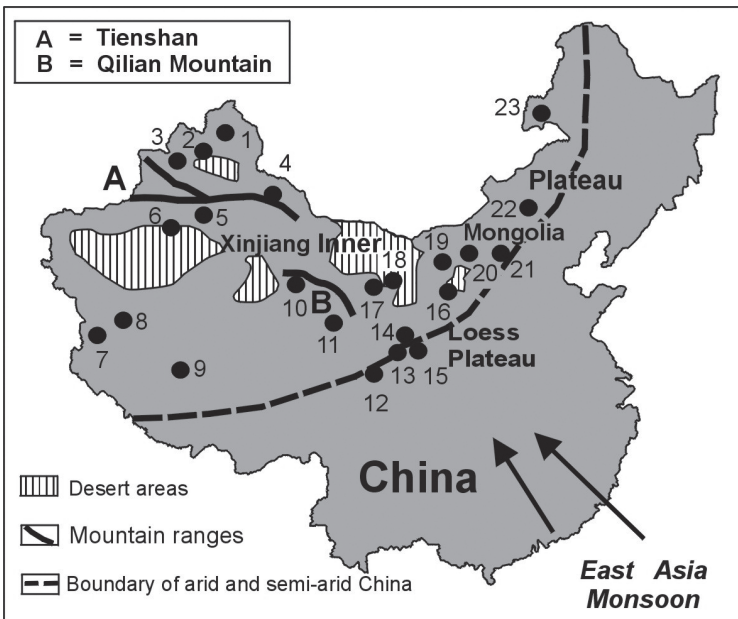 A = Tienshan
B = Qilian Mountain
23
3
2
1
A
4
Plateau
6
5
22
Xinjiang Inner
19
Mongolia
18
20
21
10
B
17
16
8
11
14
Loess
7
Plateau
9
13
15
12
China
Desert areas
Mountain ranges
Boundary of arid and semi-arid China
East Asia
Monsoon